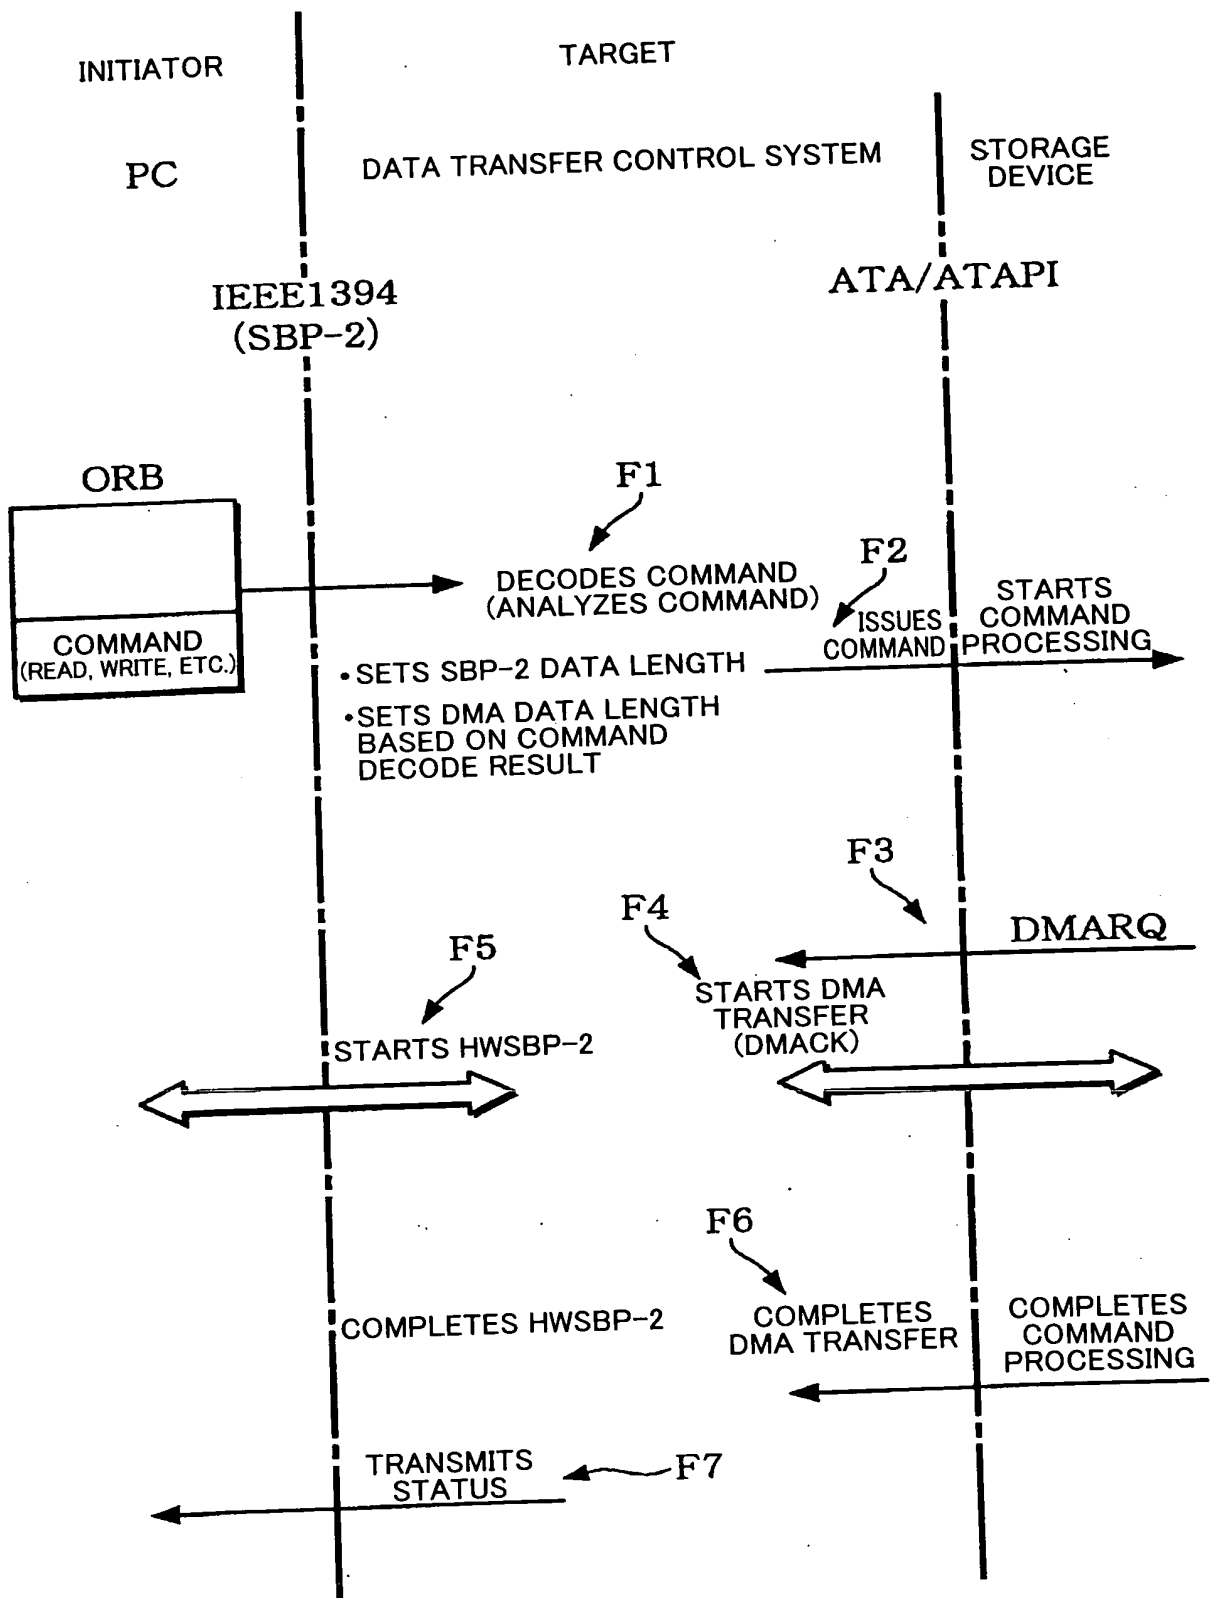 INITIATOR
TARGET
PC
DATA TRANSFER CONTROL SYSTEM
STORAGE
DEVICE
IEEE1394
(SBP-2)
ATA/ATAPI
ORB
COMMAND
(READ, WRITE, ETC.)
F1
DECODES COMMAND
(ANALYZES COMMAND)
• SETS SBP-2 DATA LENGTH
• SETS DMA DATA LENGTH
BASED ON COMMAND
DECODE RESULT
F2
ISSUES
COMMAND
STARTS
COMMAND
PROCESSING
F3
DMARQ
F4
STARTS DMA
TRANSFER
(DMACK)
F5
STARTS HWSBP-2
F6
COMPLETES HWSBP-2
COMPLETES
DMA TRANSFER
COMPLETES
COMMAND
PROCESSING
TRANSMITS
STATUS
F7